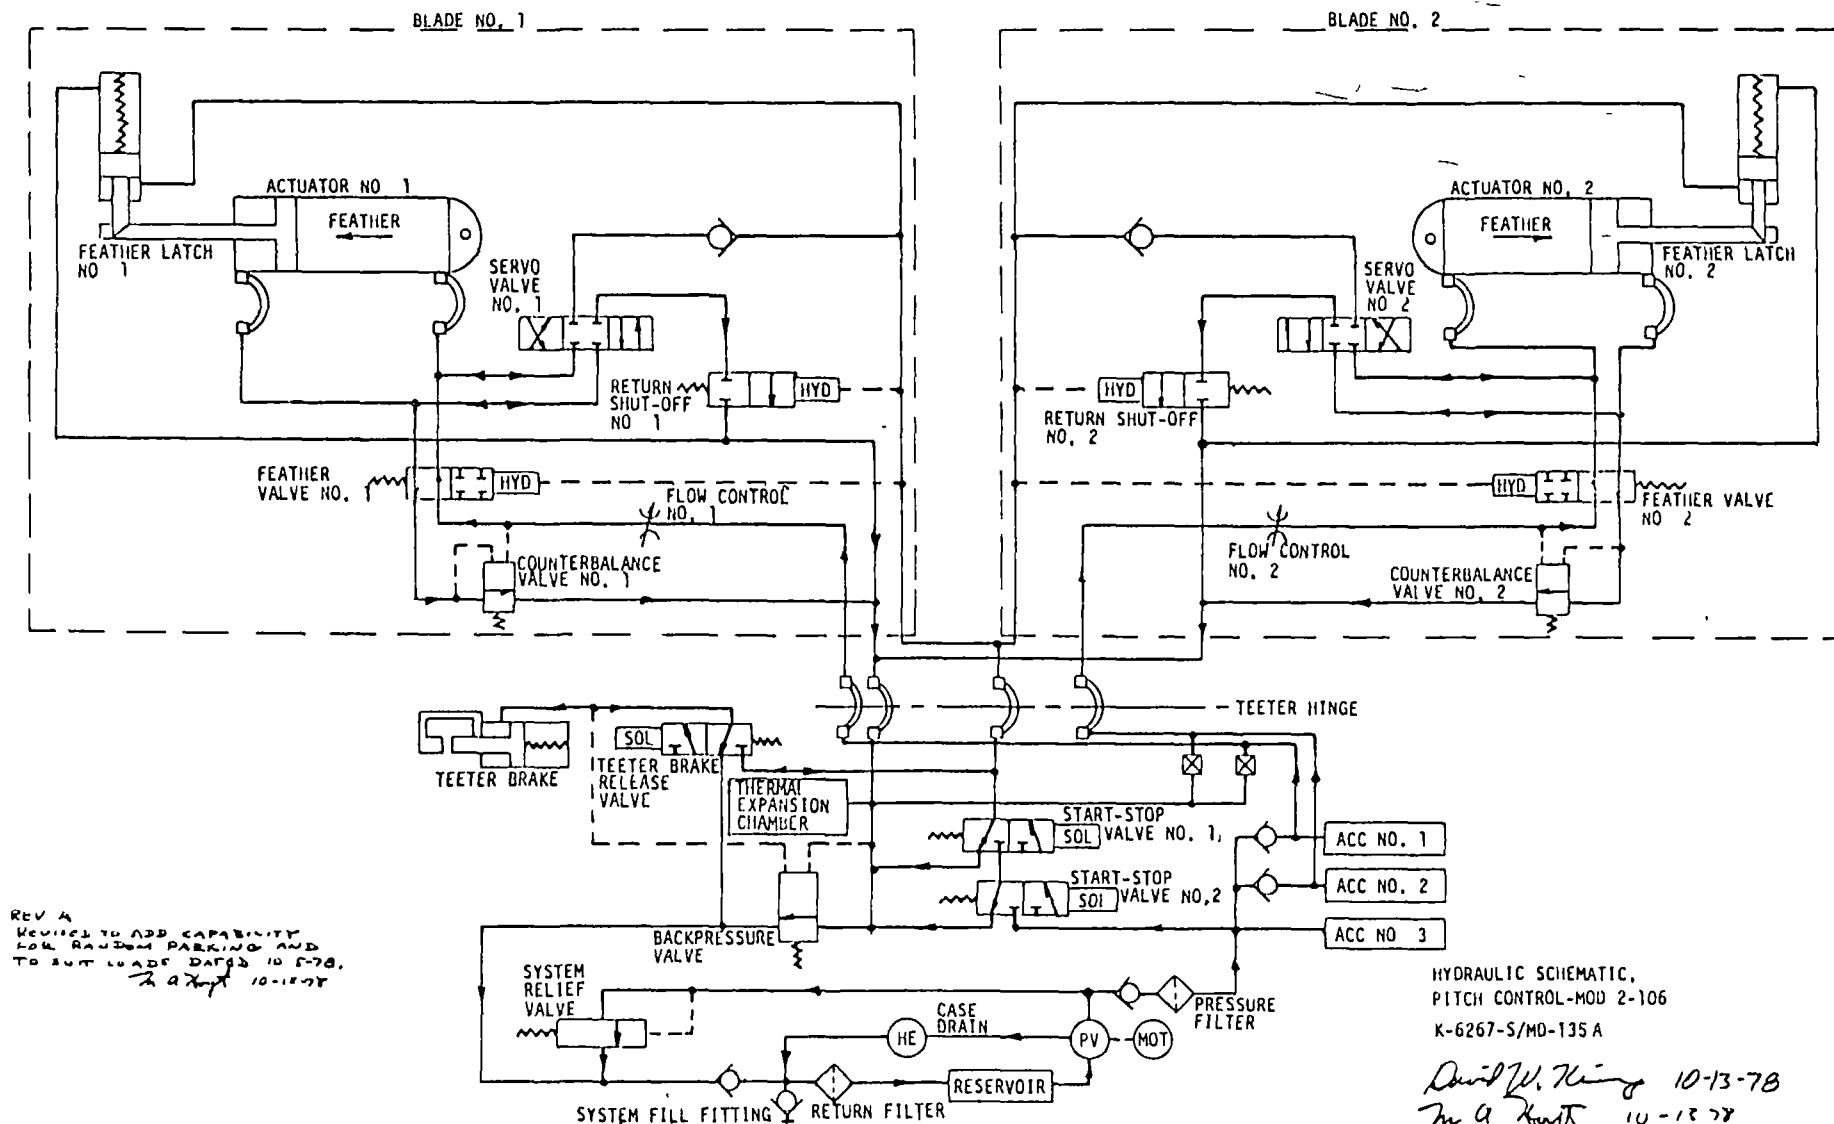 BLADE NO. 1
BLADE NO. 2
ACTUATOR NO 1
FEATHER
FEATHER LATCH
NO 1
SERVO
VALVE
NO. 1
RETURN
SHUT-OFF
NO 1
HYD
FEATHER
VALVE NO.
HYD
FLOW CONTROL
NO. 1
COUNTERBALANCE
VALVE NO. 1
ACTUATOR NO. 2
FEATHER
FEATHER LATCH
NO. 2
SERVO
VALVE
NO 2
HYD
RETURN SHUT-OFF
NO. 2
HYD
FEATHER VALVE
NO 2
FLOW CONTROL
NO. 2
COUNTERBALANCE
VALVE NO. 2
TEETER HINGE
TEETER BRAKE
SOL
TEETER BRAKE
RELEASE
VALVE
THERMAL
EXPANSION
CHAMBER
START-STOP
VALVE NO. 1
SOL
START-STOP
VALVE NO,2
SOI
ACC NO. 1
ACC NO. 2
ACC NO 3
BACKPRESSURE
VALVE
SYSTEM
RELIEF
VALVE
CASE
DRAIN
HE
PV
MOT
PRESSURE
FILTER
RESERVOIR
SYSTEM FILL FITTING
RETURN FILTER
REV A
REVISED TO ADD CAPABILITY
FOR RANDOM PARKING AND
TO SUIT LOADS DATED 10-5-78.
10-13-78
HYDRAULIC SCHEMATIC,
PITCH CONTROL-MOD 2-106
K-6267-S/MD-135 A
David W. King 10-13-78
10-13 78